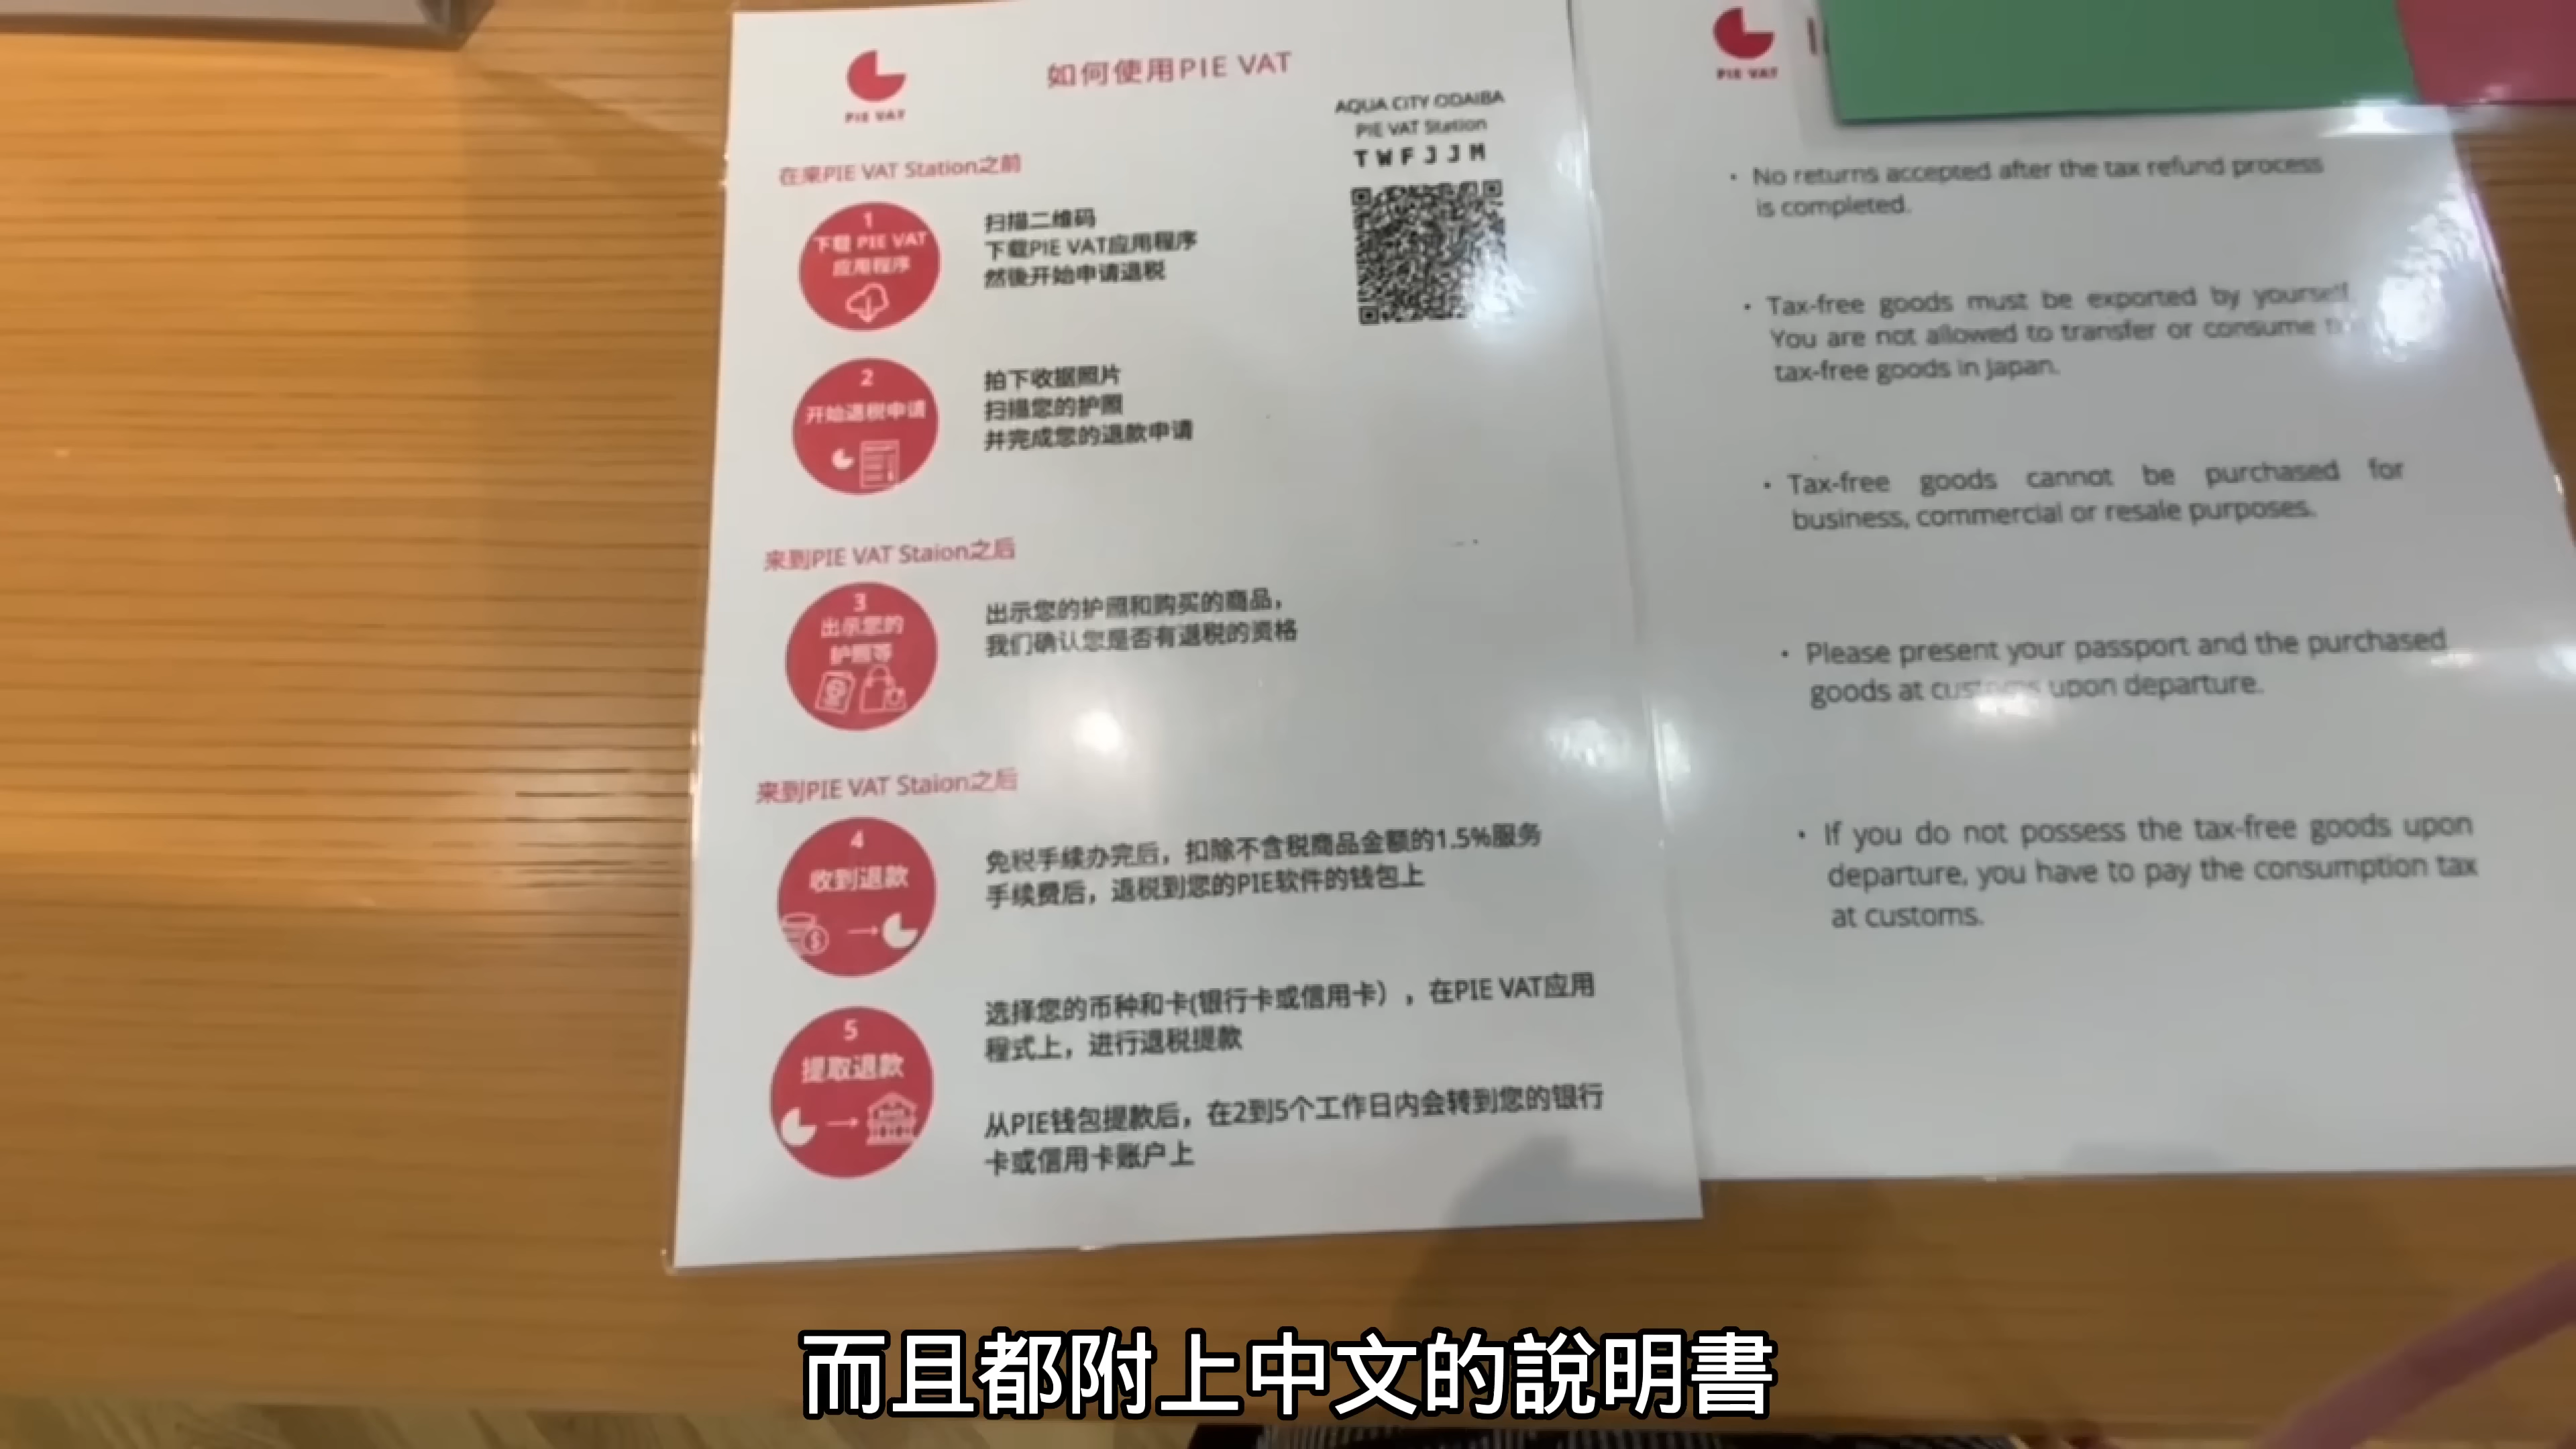 PIE VAT
如何使用PIE VAT
AQUA CITY ODAIBA
PIE VAT Station
TWFJJM
在来PIE VAT Station之前
1
下载 PIE VAT
应用程序
扫描二维码
下载PIE VAT应用程序
然後开始申请退税
2
开始退税申请
拍下收据照片
扫描您的护照
并完成您的退款申请
来到PIE VAT Staion之后
3
出示您的
护照等
出示您的护照和购买的商品，
我们确认您是否有退税的资格
来到PIE VAT Staion之后
4
收到退款
免税手续办完后，扣除不含税商品金额的1.5%服务
手续费后，退税到您的PIE软件的钱包上
5
提取退款
选择您的币种和卡(银行卡或信用卡），在PIE VAT应用
程式上，进行退税提款
从PIE钱包提款后，在2到5个工作日内会转到您的银行
卡或信用卡账户上
PIE VAT
• No returns accepted after the tax refund process
is completed.
• Tax-free goods must be exported by yourself.
You are not allowed to transfer or consume
tax-free goods in Japan.
• Tax-free goods cannot be purchased for
business, commercial or resale purposes.
• Please present your passport and the purchased
goods at customs upon departure.
• If you do not possess the tax-free goods upon
departure, you have to pay the consumption tax
at customs.
而且都附上中文的說明書